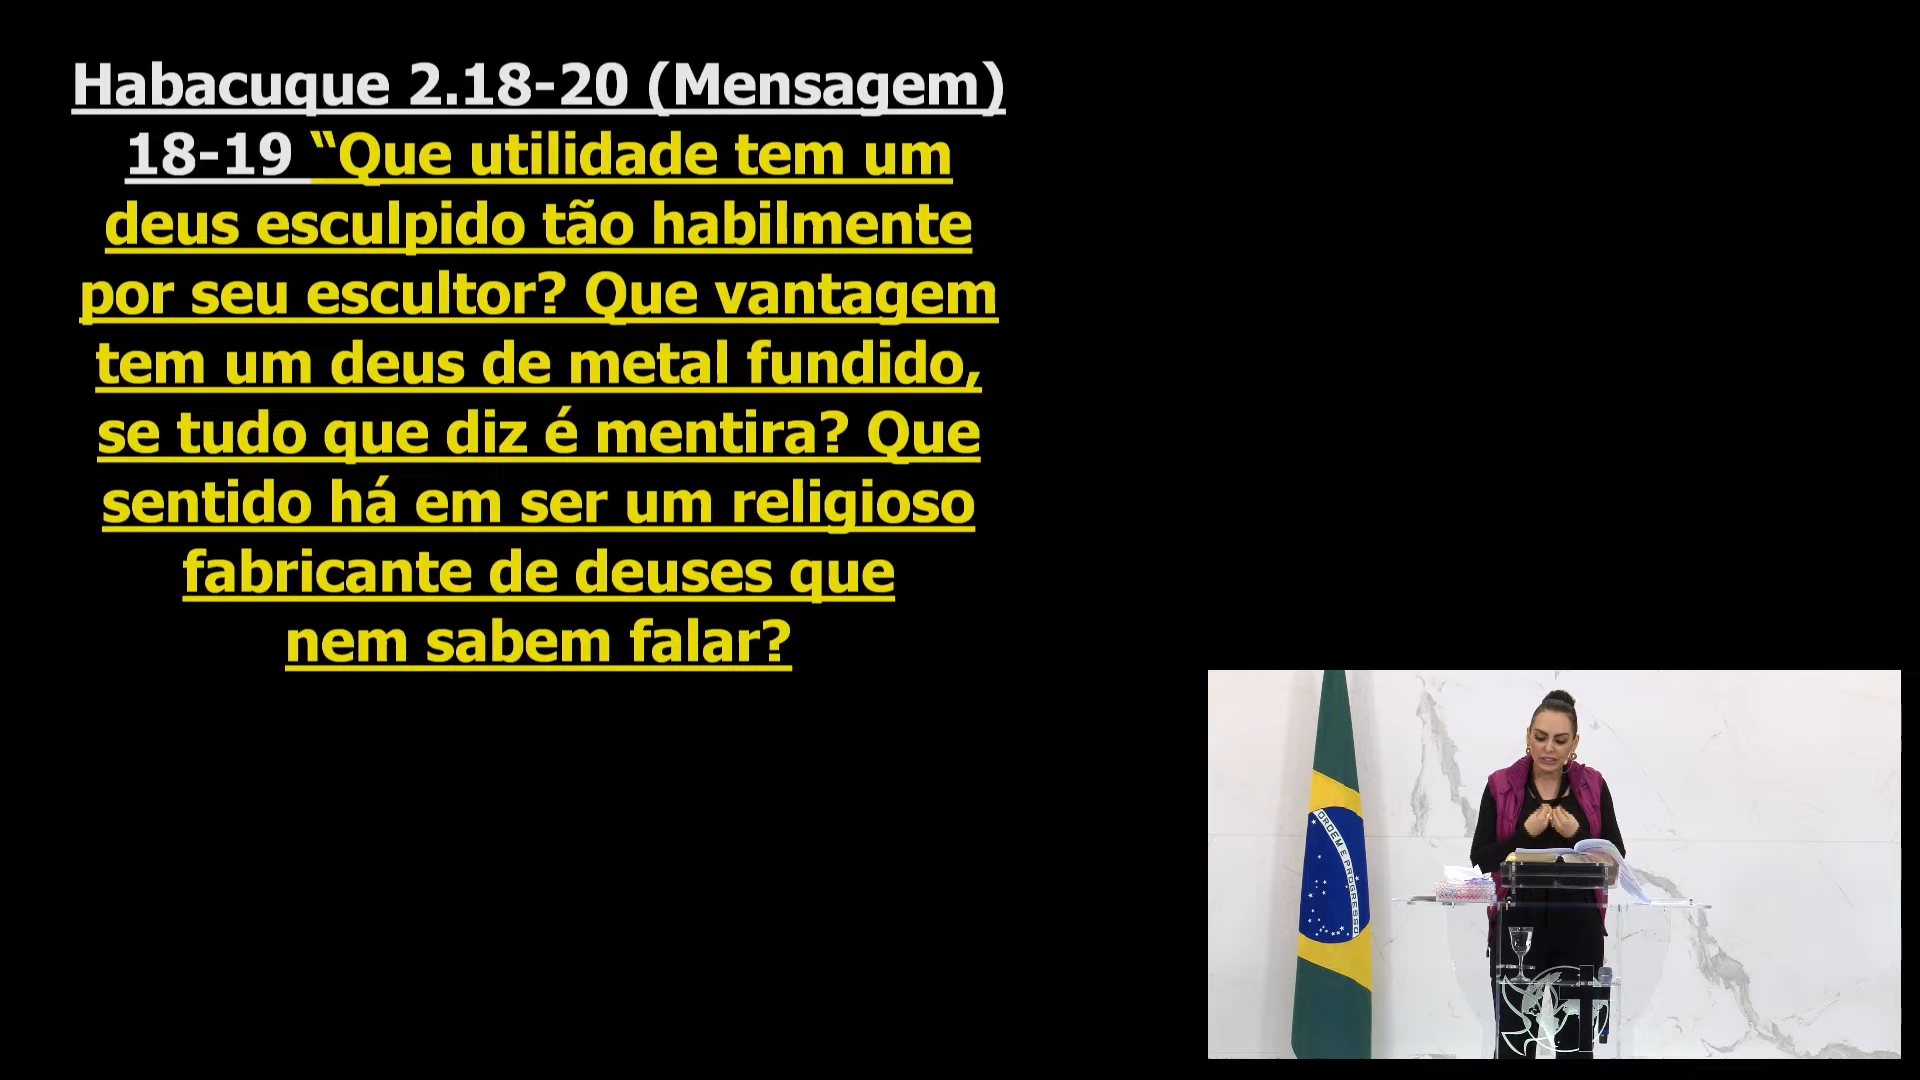 Habacuque 2.18-20 (Mensagem)
18-19 “Que utilidade tem um
deus esculpido tão habilmente
por seu escultor? Que vantagem
tem um deus de metal fundido,
se tudo que diz é mentira? Que
sentido há em ser um religioso
fabricante de deuses que
nem sabem falar?
ORDEM E PROGRESSO